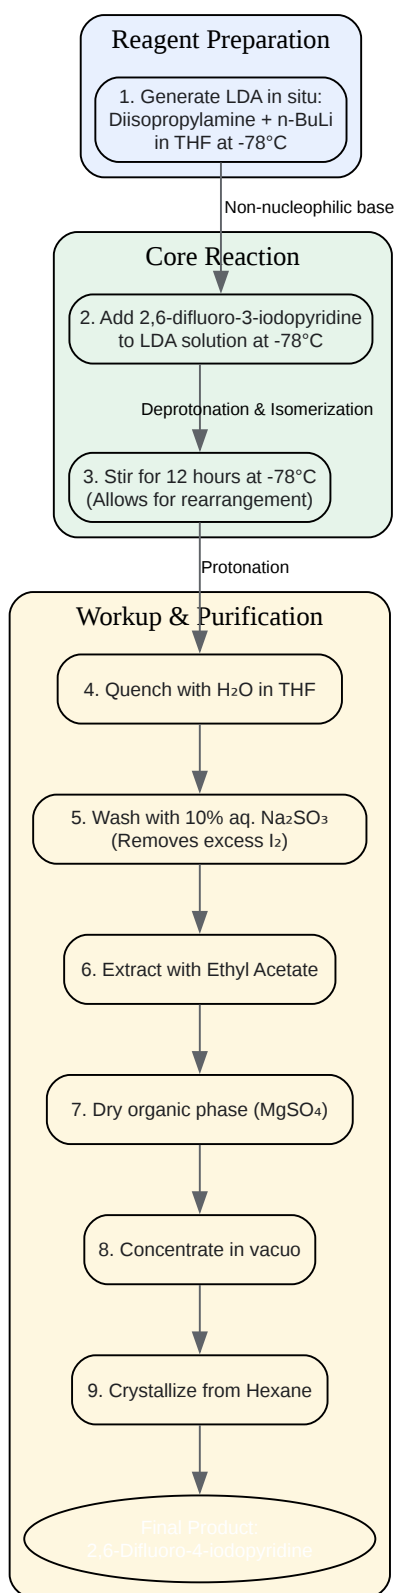 Reagent Preparation
1. Generate LDA in situ:
Diisopropylamine + n-BuLi
in THF at -78°C
Non-nucleophilic base
Core Reaction
2. Add 2,6-difluoro-3-iodopyridine
to LDA solution at -78°C
Deprotonation & Isomerization
3. Stir for 12 hours at -78°C
(Allows for rearrangement)
Protonation
Workup & Purification
4. Quench with H₂O in THF
5. Wash with 10% aq. Na₂SO₃
(Removes excess I₂)
6. Extract with Ethyl Acetate
7. Dry organic phase (MgSO₄)
8. Concentrate in vacuo
9. Crystallize from Hexane
Final Product:
2,6-Difluoro-4-iodopyridine